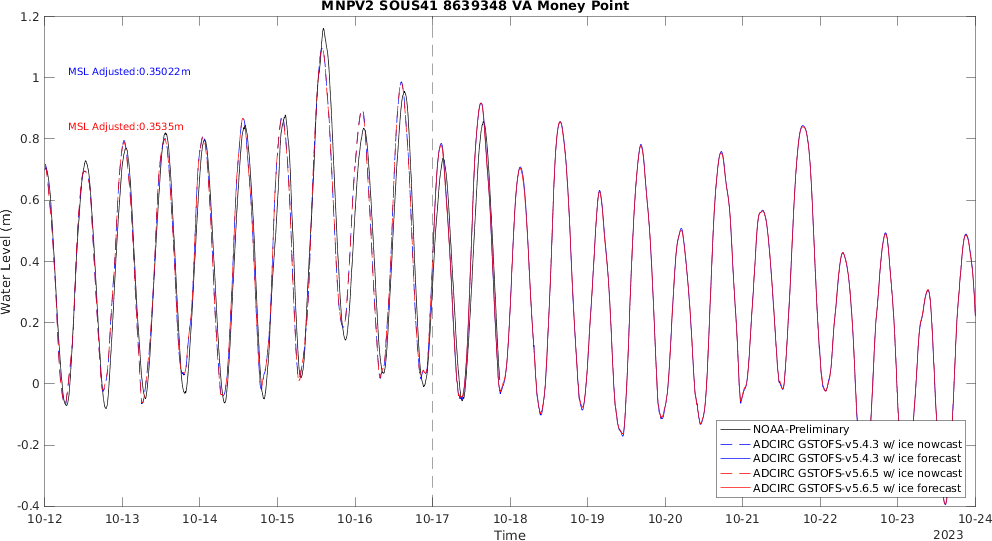 MNPV2 SOUS41 8639348 VA Money Point
1.2
1
0.8
0.6
0.4
0.2
0
-0.2
-0.4
Water Level (m)
MSL Adjusted:0.35022m
MSL Adjusted:0.3535m
NOAA-Preliminary
ADCIRC GSTOFS-v5.4.3 w/ ice nowcast
ADCIRC GSTOFS-v5.4.3 w/ ice forecast
ADCIRC GSTOFS-v5.6.5 w/ ice nowcast
ADCIRC GSTOFS-v5.6.5 w/ ice forecast
10-12 10-13 10-14 10-15 10-16 10-17 10-18 10-19 10-20 10-21 10-22 10-23 10-24
Time
2023